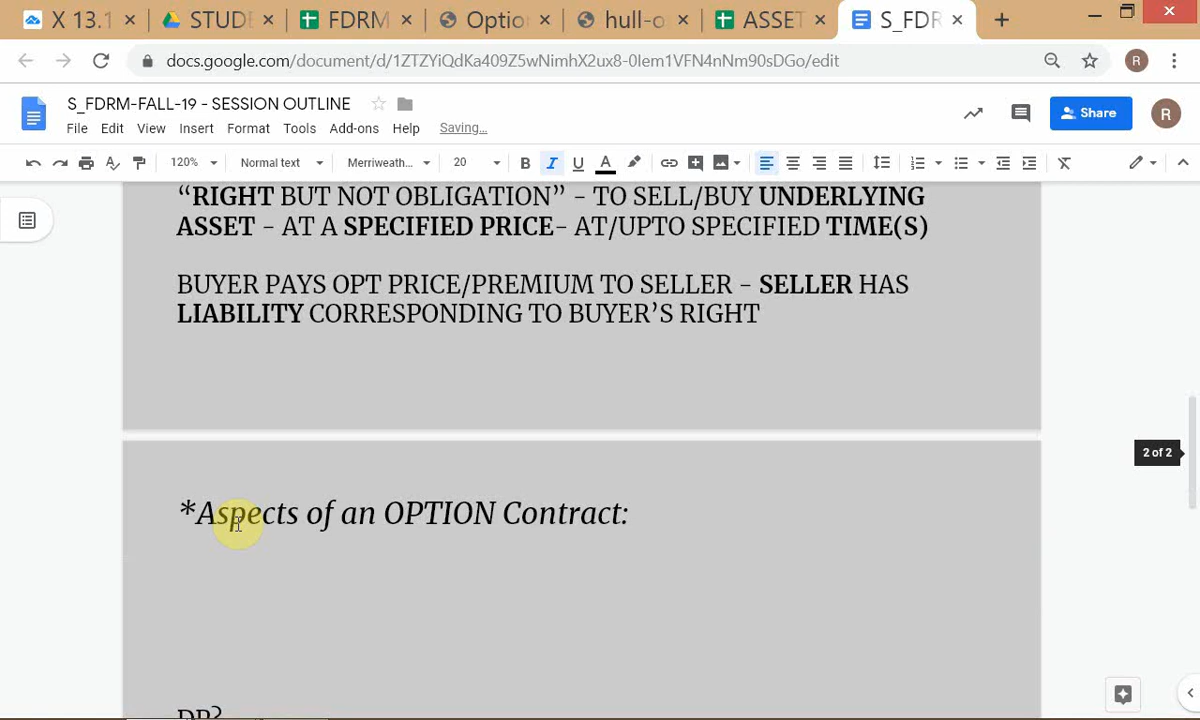 X 13.1
STUD
FDRM
Optio
hull-o
ASSET
S_FDR
docs.google.com/document/d/1ZTZYiQdKa409Z5wNimhX2ux8-0Iem1VFN4nNm90sDGo/edit
R
S_FDRM-FALL-19 - SESSION OUTLINE
File Edit View Insert Format Tools Add-ons Help Saving...
Share
R
120% Normal text Merriweath... 20 B I U A
“RIGHT BUT NOT OBLIGATION” - TO SELL/BUY UNDERLYING
ASSET - AT A SPECIFIED PRICE- AT/UPTO SPECIFIED TIME(S)
BUYER PAYS OPT PRICE/PREMIUM TO SELLER - SELLER HAS
LIABILITY CORRESPONDING TO BUYER’S RIGHT
2 of 2
*Aspects of an OPTION Contract: